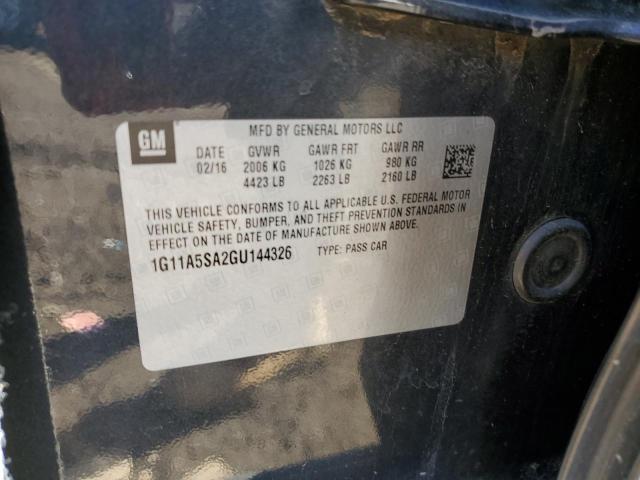 GM
MFD BY GENERAL MOTORS LLC
DATE GVWR GAWR FRT GAWR RR
02/16 2006 KG 1026 KG 980 KG
4423 LB 2263 LB 2160 LB
THIS VEHICLE CONFORMS TO ALL APPLICABLE U.S. FEDERAL MOTOR
VEHICLE SAFETY, BUMPER, AND THEFT PREVENTION STANDARDS IN
EFFECT ON THE DATE OF MANUFACTURE SHOWN ABOVE.
1G11A5SA2GU144326 TYPE: PASS CAR